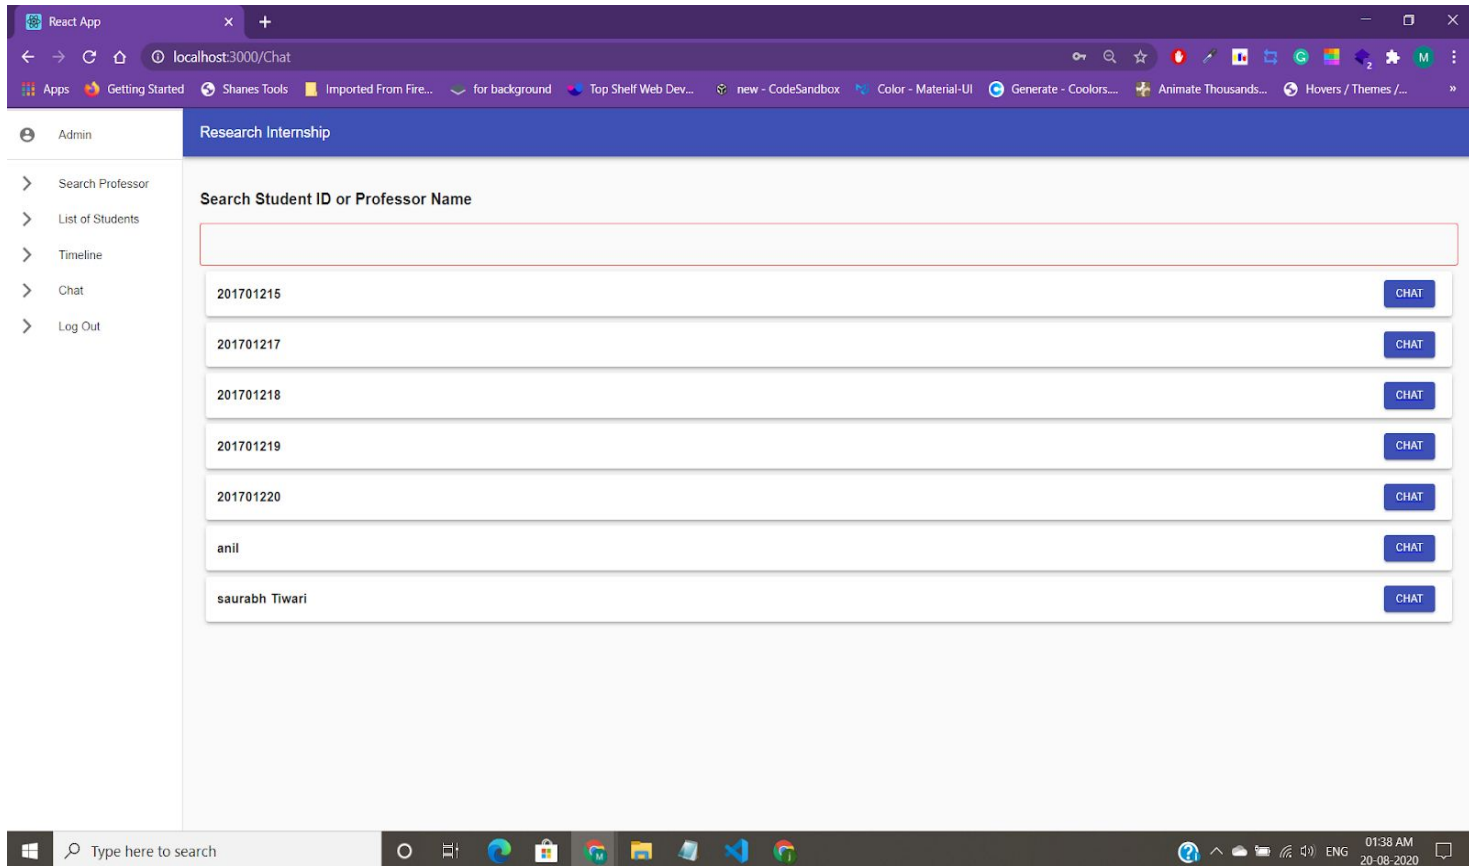 React App
localhost:3000/Chat
2
M
Apps Getting Started Shanes Tools Imported From Fire... for background Top Shelf Web Dev... new - CodeSandbox Color - Material-UI Generate - Coolors.... Animate Thousands... Hovers / Themes /... »
Admin
Research Internship
Search Professor
List of Students
Timeline
Chat
Log Out
Search Student ID or Professor Name
201701215 CHAT
201701217 CHAT
201701218 CHAT
201701219 CHAT
201701220 CHAT
anil CHAT
saurabh Tiwari CHAT
Type here to search
ENG
01:38 AM
20-08-2020